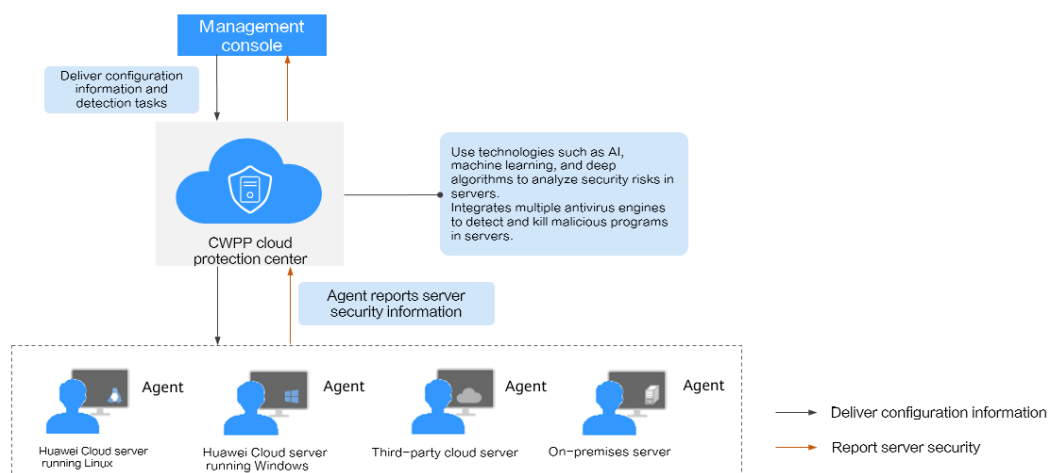 Management
console
Deliver configuration
information and
detection tasks
Use technologies such as AI,
machine learning, and deep
algorithms to analyze security risks in
servers.
Integrates multiple antivirus engines
to detect and kill malicious programs
in servers.
CWPP cloud
protection center
Agent reports server
security information
Agent
Agent
Agent
Agent
Huawei Cloud server
running Linux
Huawei Cloud server
running Windows
Third-party cloud server
On-premises server
Deliver configuration information
Report server security